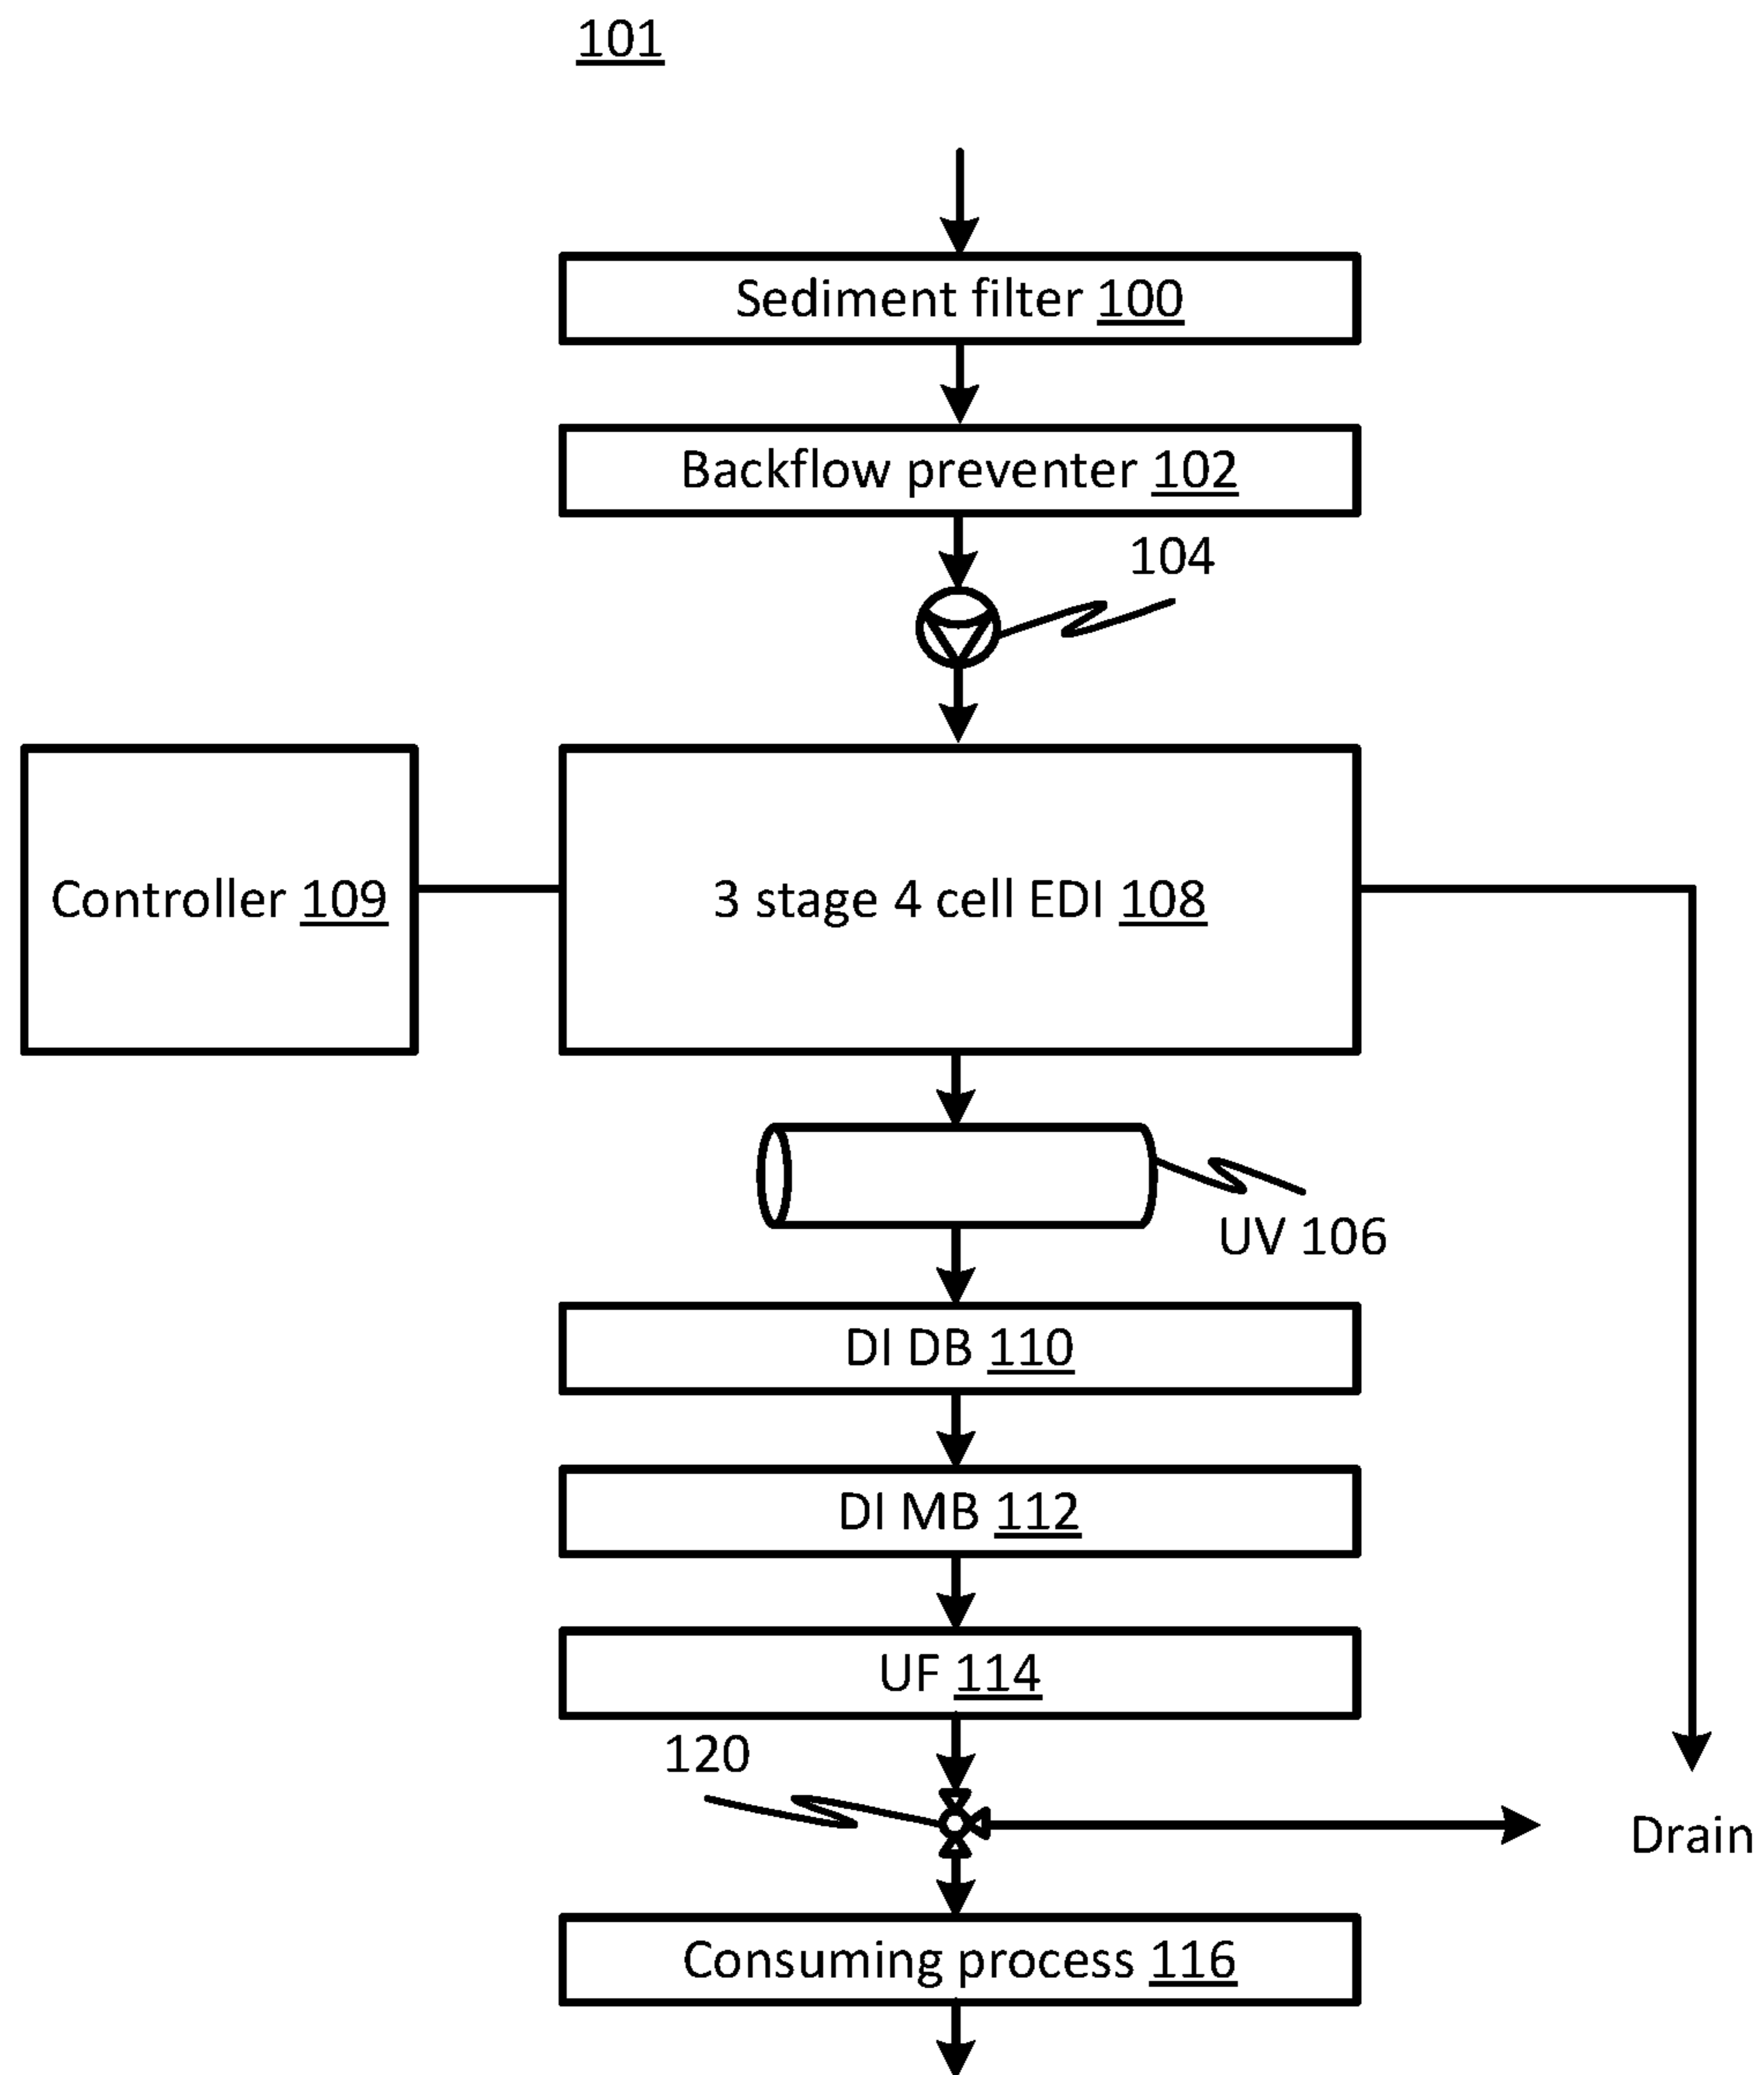 101
Sediment filter 100
Backflow preventer 102
104
Controller 109
3 stage 4 cell EDI 108
UV 106
DI DB 110
DI MB 112
UF 114
120
Drain
Consuming process 116